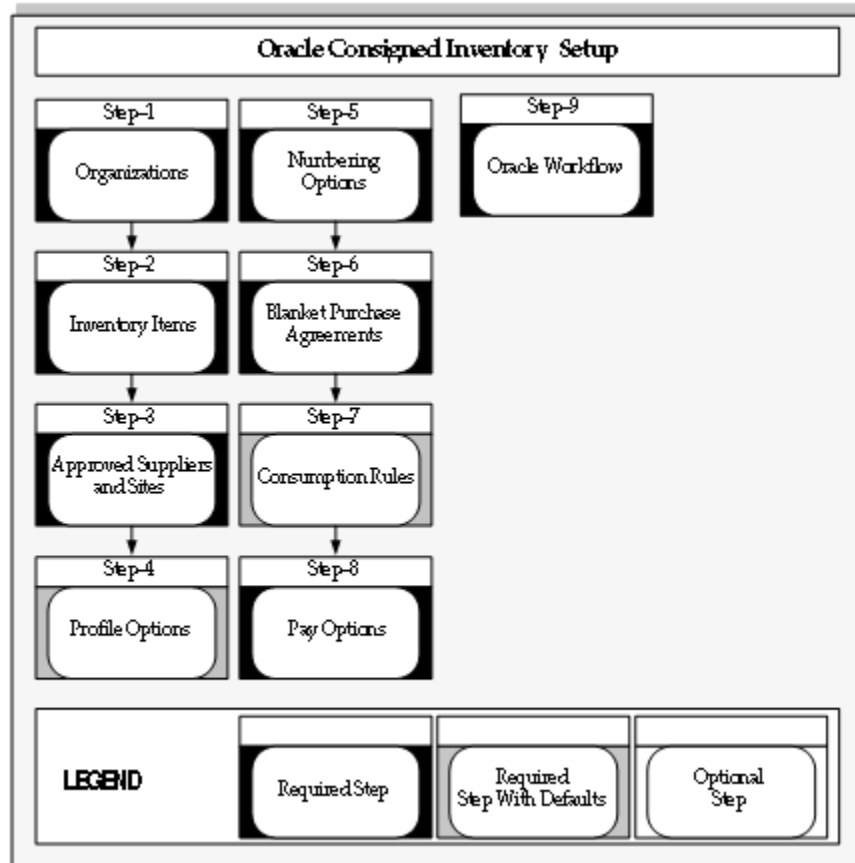 Oracle Consigned Inventory Setup
Step-1
Organizations
Step-2
Inventory Items
Step-3
Approved Suppliers
and Sites
Step-4
Profile Options
Step-5
Numbering
Options
Step-6
Blanket Purchase
Agreements
Step-7
Consumption Rules
Step-8
Pay Options
Step-9
Oracle Workflow
LEGEND
Required Step
Required
Step With Defaults
Optional
Step